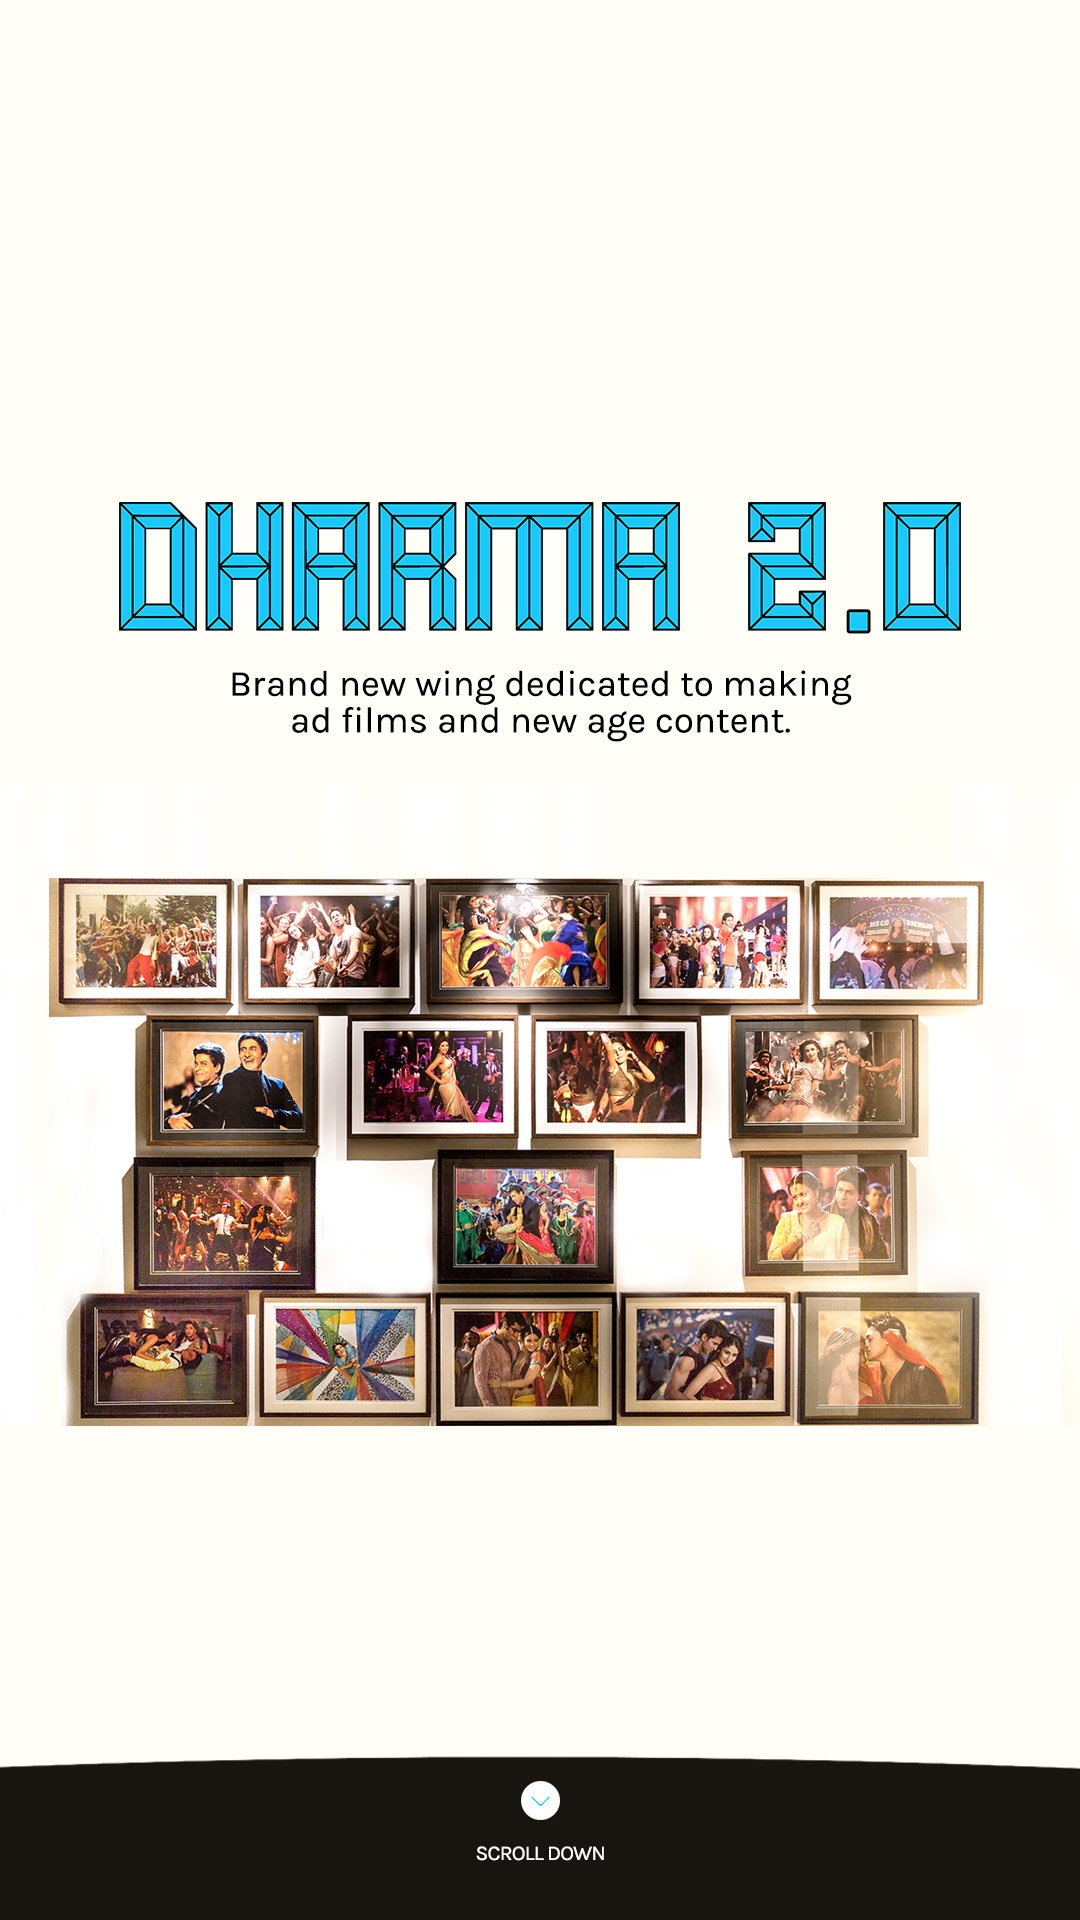 DHARMA 2.0
Brand new wing dedicated to making
ad films and new age content.
SCROLL DOWN